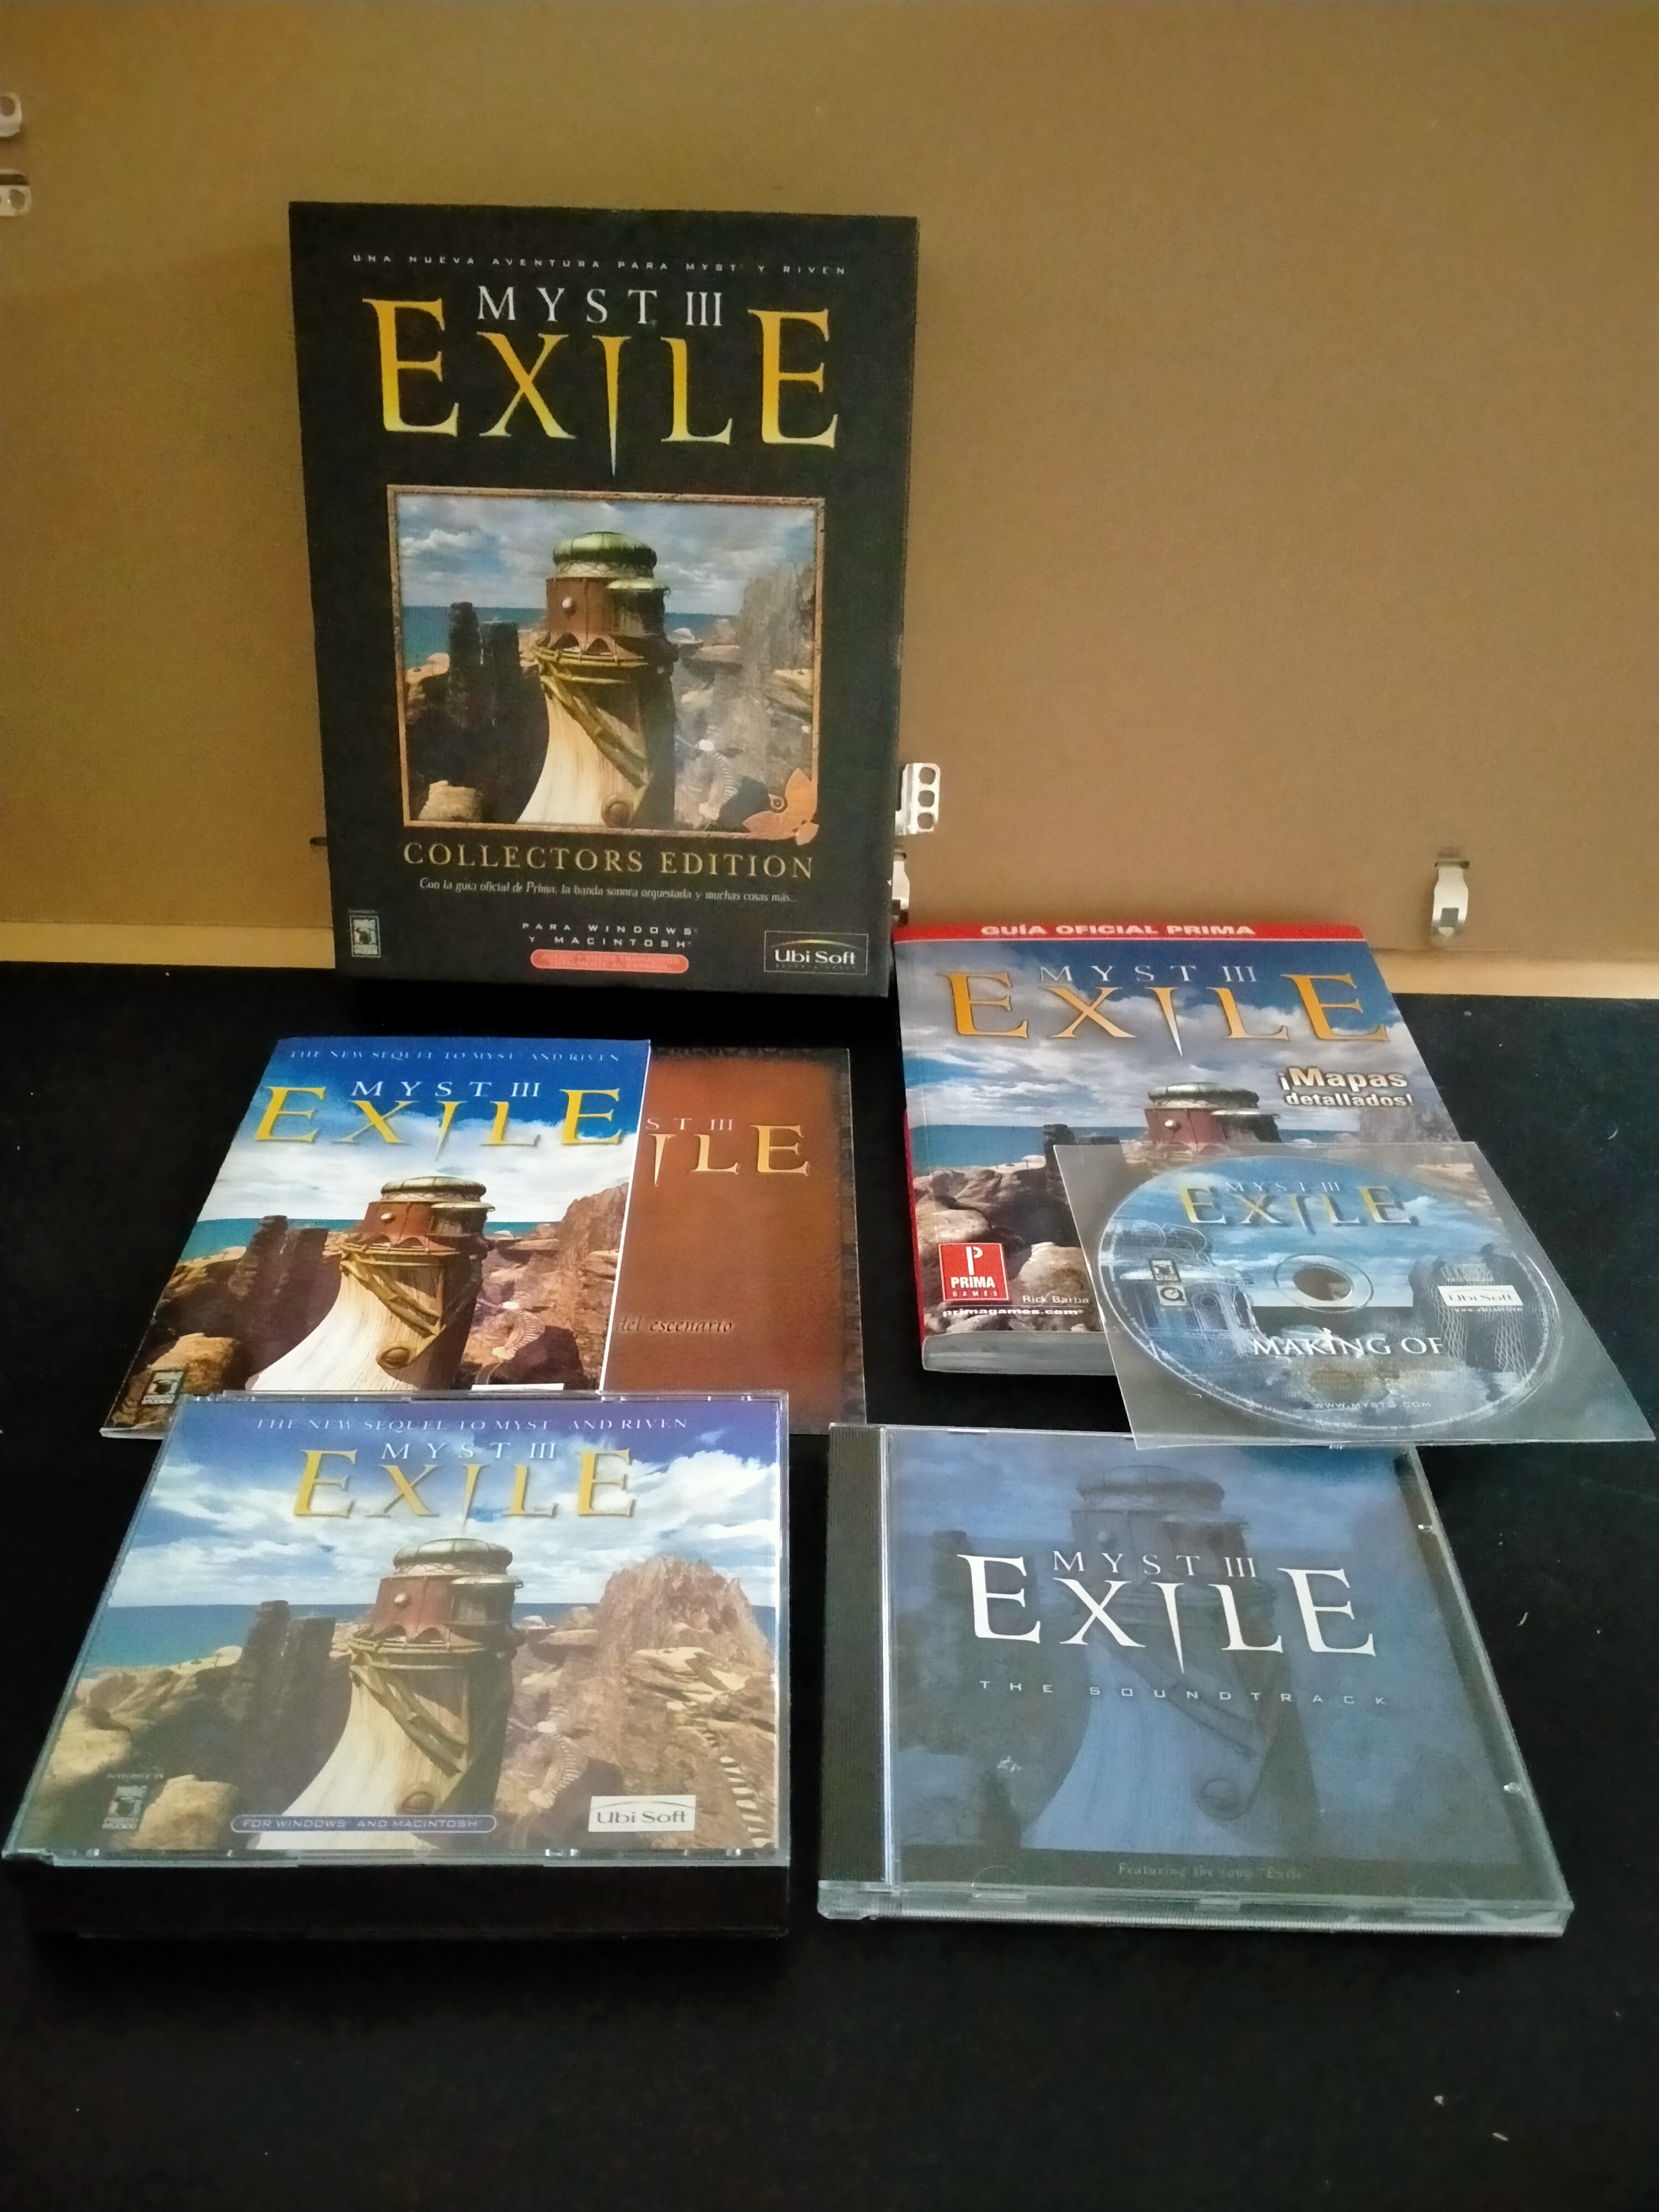 UNA NUEVA AVENTURA PARA MYST Y RIVEN
MYST III
EXILE
COLLECTORS EDITION
Con la guía oficial de Prima, la banda sonora orquestada y muchas cosas más...
PARA WINDOWS
Y MACINTOSH
Ubi Soft
GUÍA OFICIAL PRIMA
MYST III
EXILE
¡Mapas
detallados!
P
PRIMA
GAMES
Rick Barba
primagames.com
MYST III
EXILE
Ubi Soft
MAKING OF
WWW.MYST3.COM
THE NEW SEQUEL TO MYST AND RIVEN
MYST III
EXILE
ST III
ILE
del escenario
THE NEW SEQUEL TO MYST AND RIVEN
MYST III
EXILE
DEVELOPED BY
FOR WINDOWS AND MACINTOSH
Ubi Soft
MYST III
EXILE
THE SOUNDTRACK
Featuring the song "Exile"